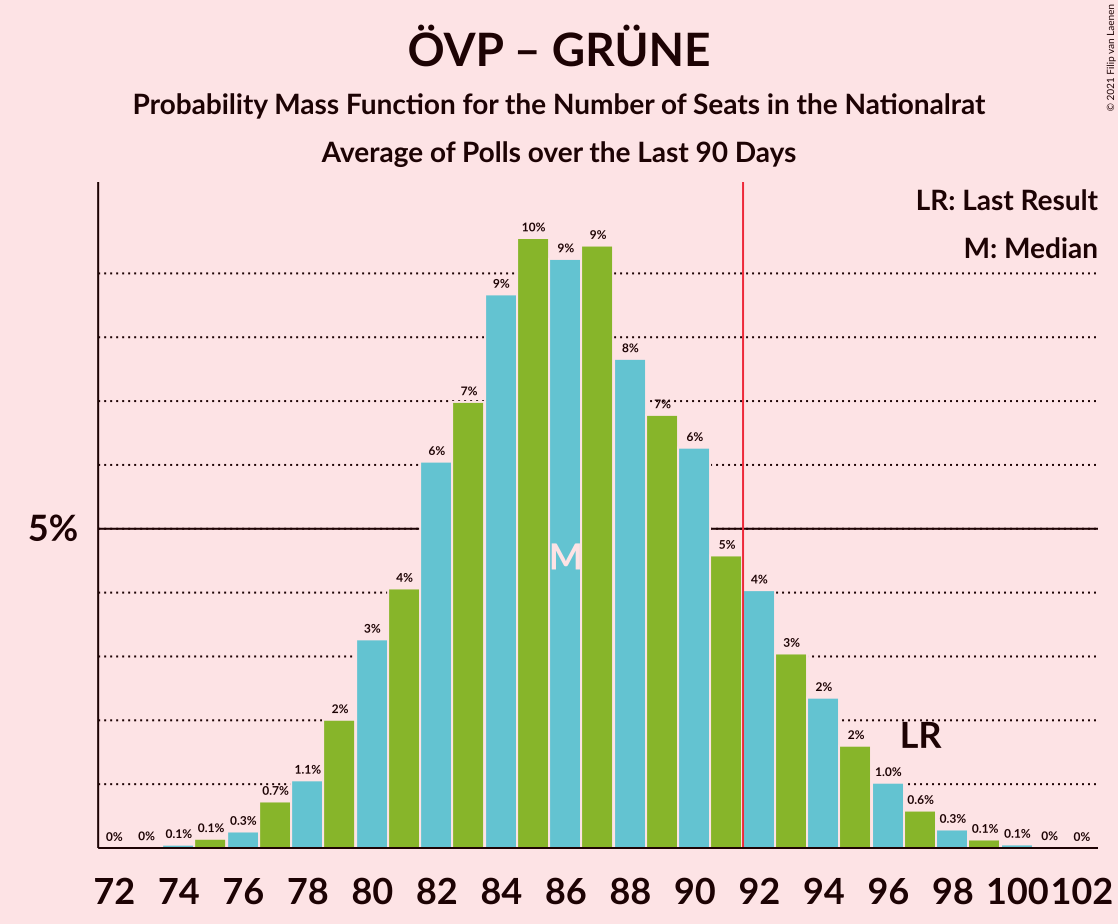 ÖVP – GRÜNE
Probability Mass Function for the Number of Seats in the Nationalrat
Average of Polls over the Last 90 Days
© 2021 Filip van Laenen
LR: Last Result
M: Median
5%
0% 0% 0.1% 0.1% 0.3% 0.7% 1.1% 2% 3% 4% 6% 7% 9% 10% 9% 9% 8% 7% 6% 5% 4% 3% 2% 2% 1.0% 0.6% 0.3% 0.1% 0.1% 0% 0%
M
LR
72 74 76 78 80 82 84 86 88 90 92 94 96 98 100 102